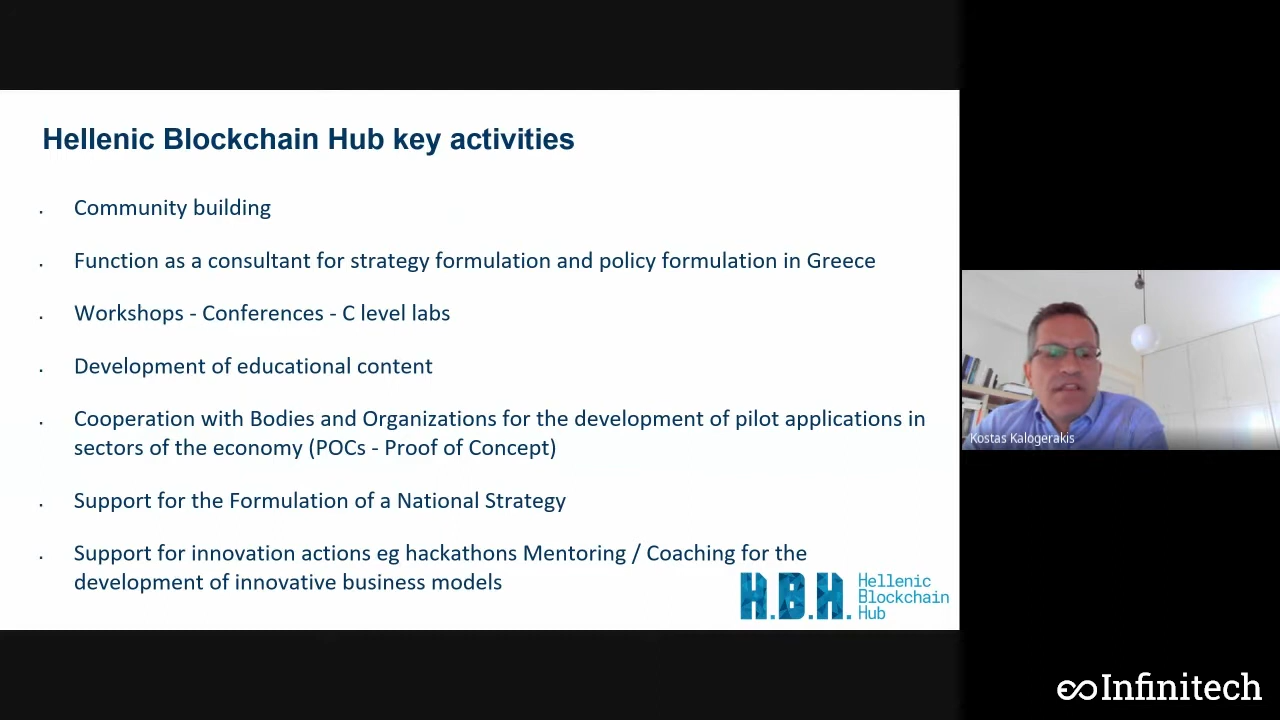 Hellenic Blockchain Hub key activities
. Community building
. Function as a consultant for strategy formulation and policy formulation in Greece
. Workshops - Conferences - C level labs
. Development of educational content
. Cooperation with Bodies and Organizations for the development of pilot applications in
sectors of the economy (POCs - Proof of Concept)
. Support for the Formulation of a National Strategy
. Support for innovation actions eg hackathons Mentoring / Coaching for the
development of innovative business models
H.B.H.
Hellenic
Blockchain
Hub
Kostas Kalogerakis
Infinitech